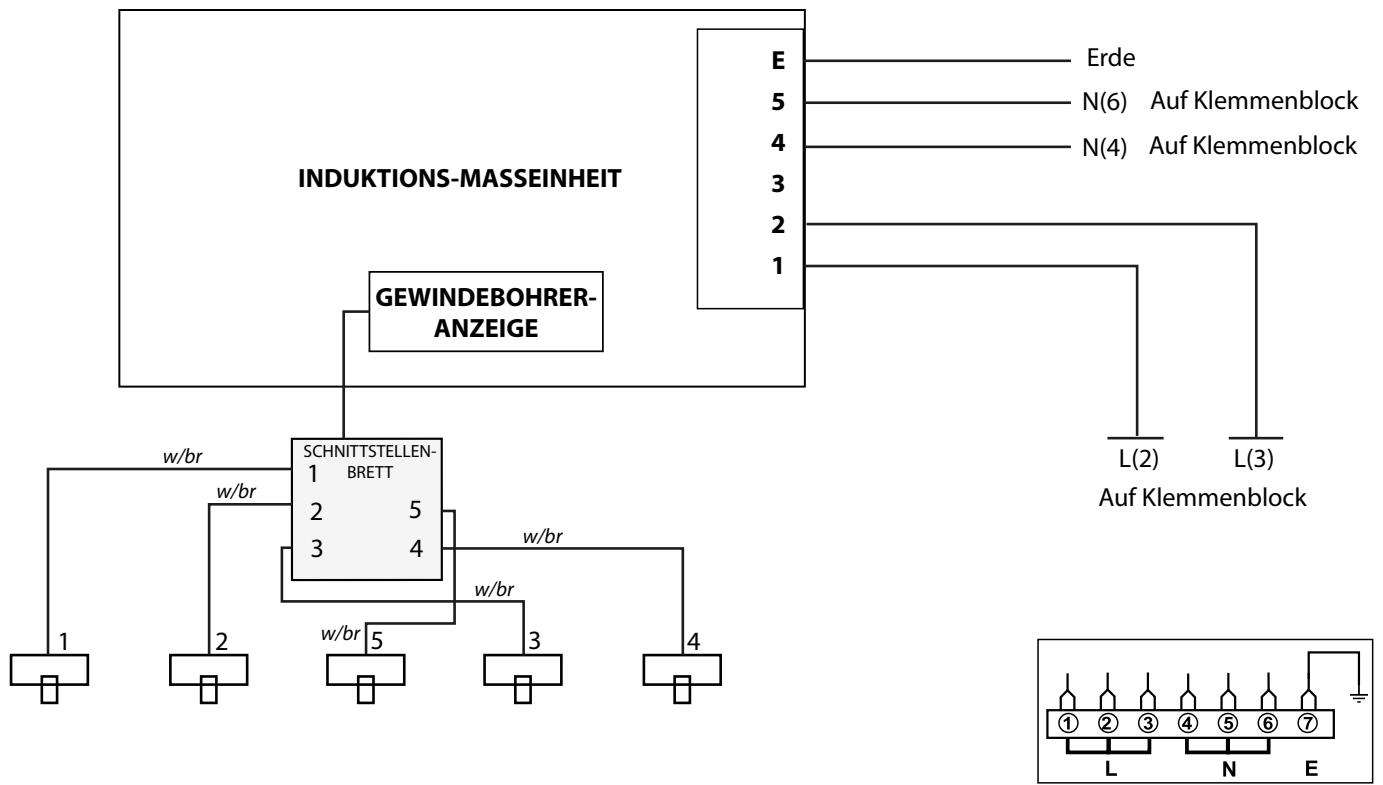 E Erde
5 N(6) Auf Klemmenblock
4 N(4) Auf Klemmenblock
INDUKTIONS-MASSEINHEIT
3
2
1
GEWINDEBOHRER-
ANZEIGE
L(2) L(3)
Auf Klemmenblock
SCHNITTSTELLEN-
BRETT
1
2 5
3 4
w/br
w/br
w/br
w/br
w/br
1 2 5 3 4
1 2 3 4 5 6 7
L N E